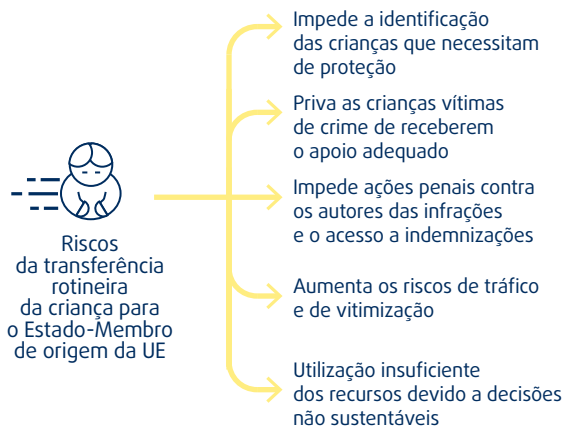 Riscos
da transferência
rotineira
da criança para
o Estado-Membro
de origem da UE
Impede a identificação
das crianças que necessitam
de proteção
Priva as crianças vítimas
de crime de receberem
o apoio adequado
Impede ações penais contra
os autores das infrações
e o acesso a indemnizações
Aumenta os riscos de tráfico
e de vitimização
Utilização insuficiente
dos recursos devido a decisões
não sustentáveis